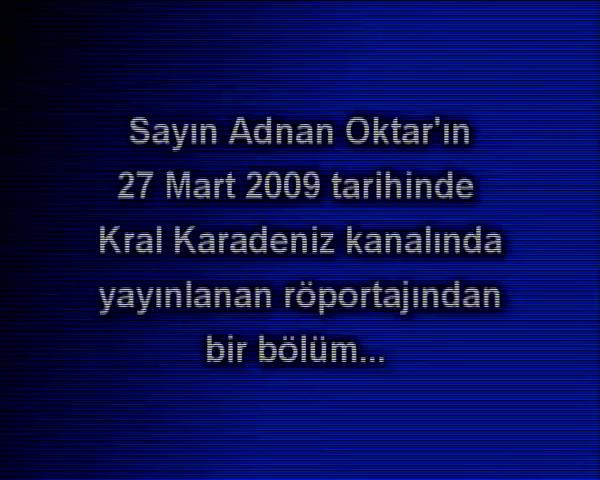 Sayın Adnan Oktar'ın
27 Mart 2009 tarihinde
Kral Karadeniz kanalında
yayınlanan röportajından
bir bölüm...